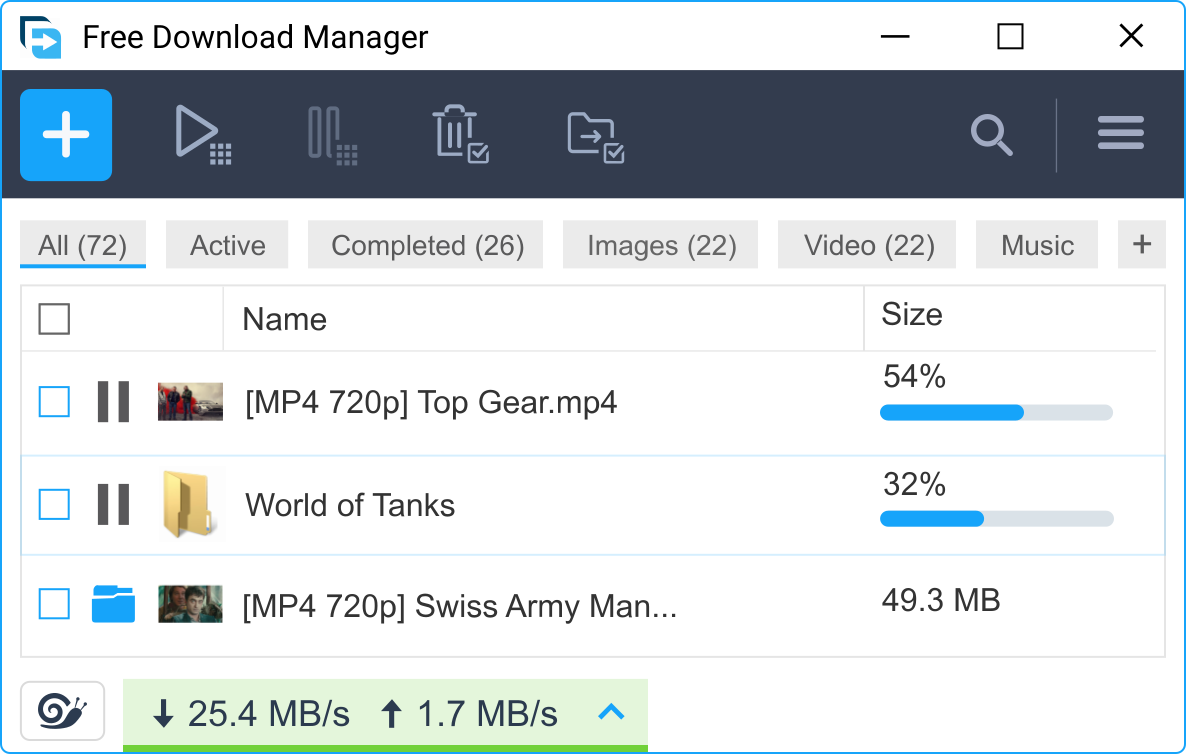 Free Download Manager
All (72) Active Completed (26) Images (22) Video (22) Music +
Name Size
[MP4 720p] Top Gear.mp4 54%
World of Tanks 32%
[MP4 720p] Swiss Army Man... 49.3 MB
↓ 25.4 MB/s ↑ 1.7 MB/s